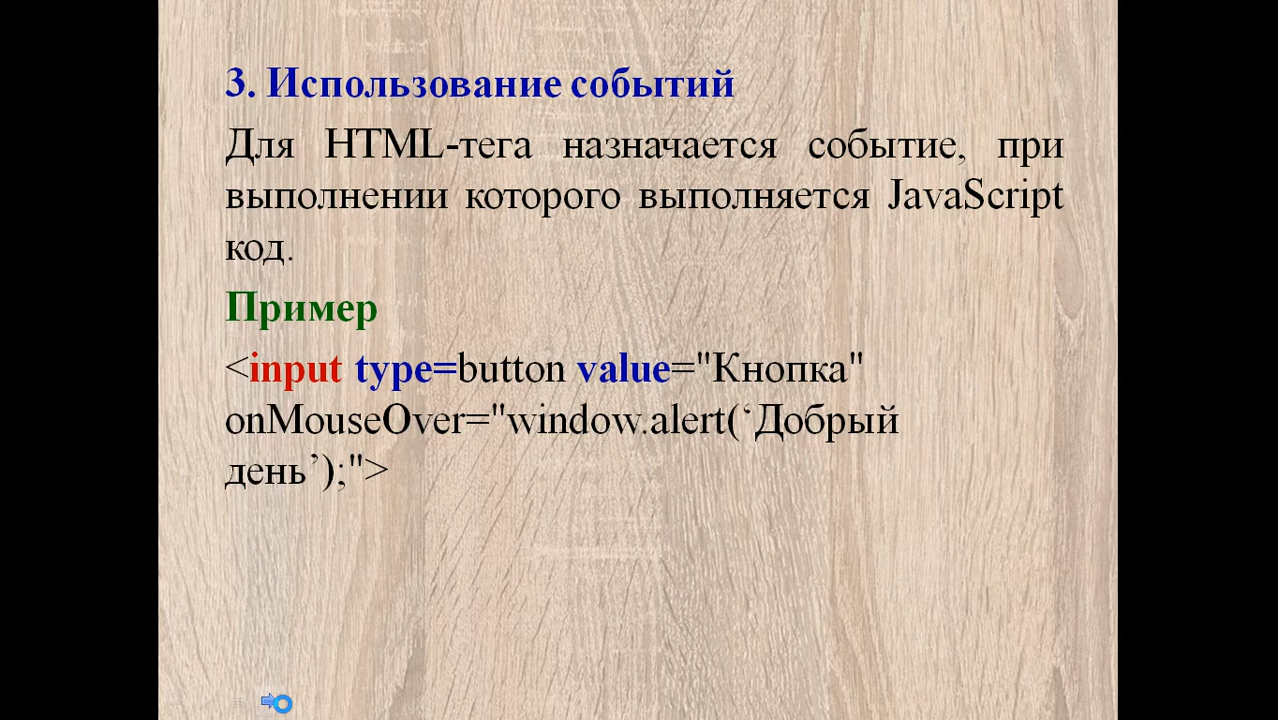 3. Использование событий
Для HTML-тега назначается событие, при
выполнении которого выполняется JavaScript
код.
Пример
<input type=button value="Кнопка"
onMouseOver="window.alert(‘Добрый
день’);">